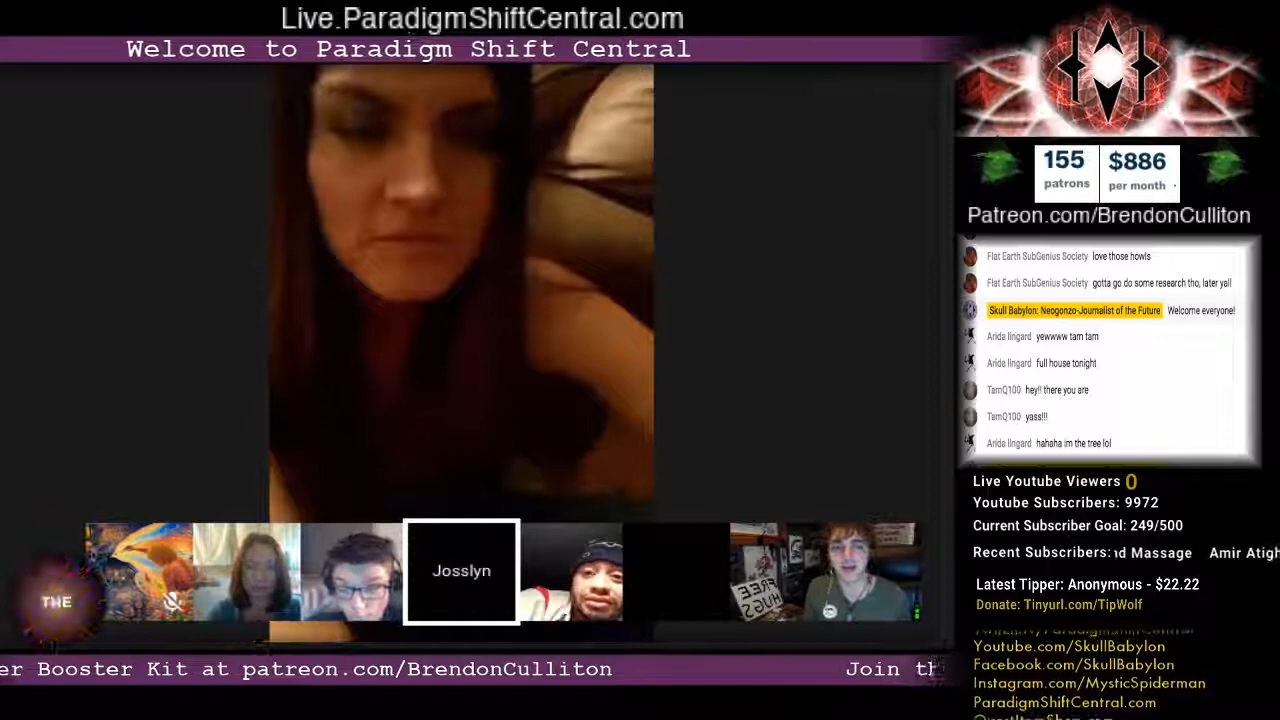 Live.ParadigmShiftCentral.com
Welcome to Paradigm Shift Central
155
patrons
$886
per month
Patreon.com/BrendonCulliton
Flat Earth SubGenius Society love those howls
Flat Earth SubGenius Society gotta go do some research tho, later yall
Skull Babylon: Neogonzo-Journalist of the Future Welcome everyone!
Arida lingard yewwww tam tam
Arida lingard full house tonight
TamQ100 hey!! there you are
TamQ100 yass!!!
Arida lingard hahaha im the tree lol
Live Youtube Viewers 0
Youtube Subscribers: 9972
Current Subscriber Goal: 249/500
Recent Subscribers: nd Massage Amir Atigh
Latest Tipper: Anonymous - $22.22
Donate: Tinyurl.com/TipWolf
Youtube.com/SkullBabylon
Facebook.com/SkullBabylon
Instagram.com/MysticSpiderman
ParadigmShiftCentral.com
Josslyn
FREE
HUGS
THE
er Booster Kit at patreon.com/BrendonCulliton Join th